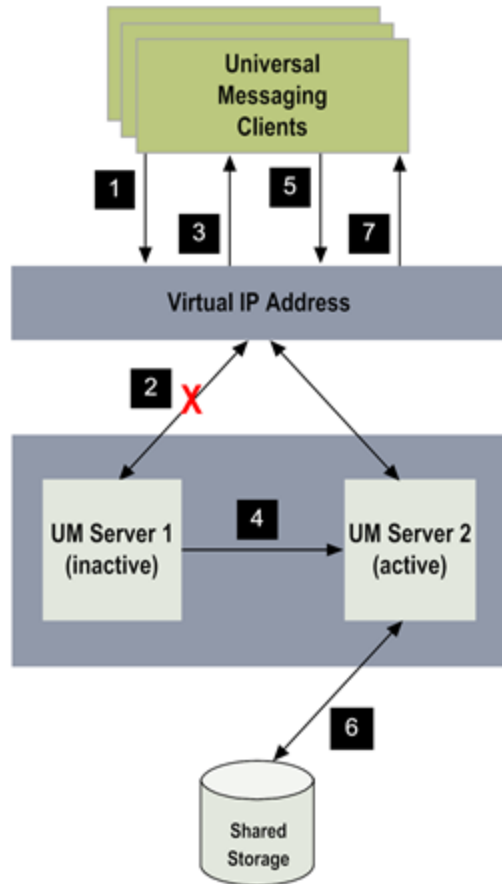 Universal
Messaging
Clients
1
3
5
7
Virtual IP Address
2
X
UM Server 1
(inactive)
4
UM Server 2
(active)
6
Shared
Storage